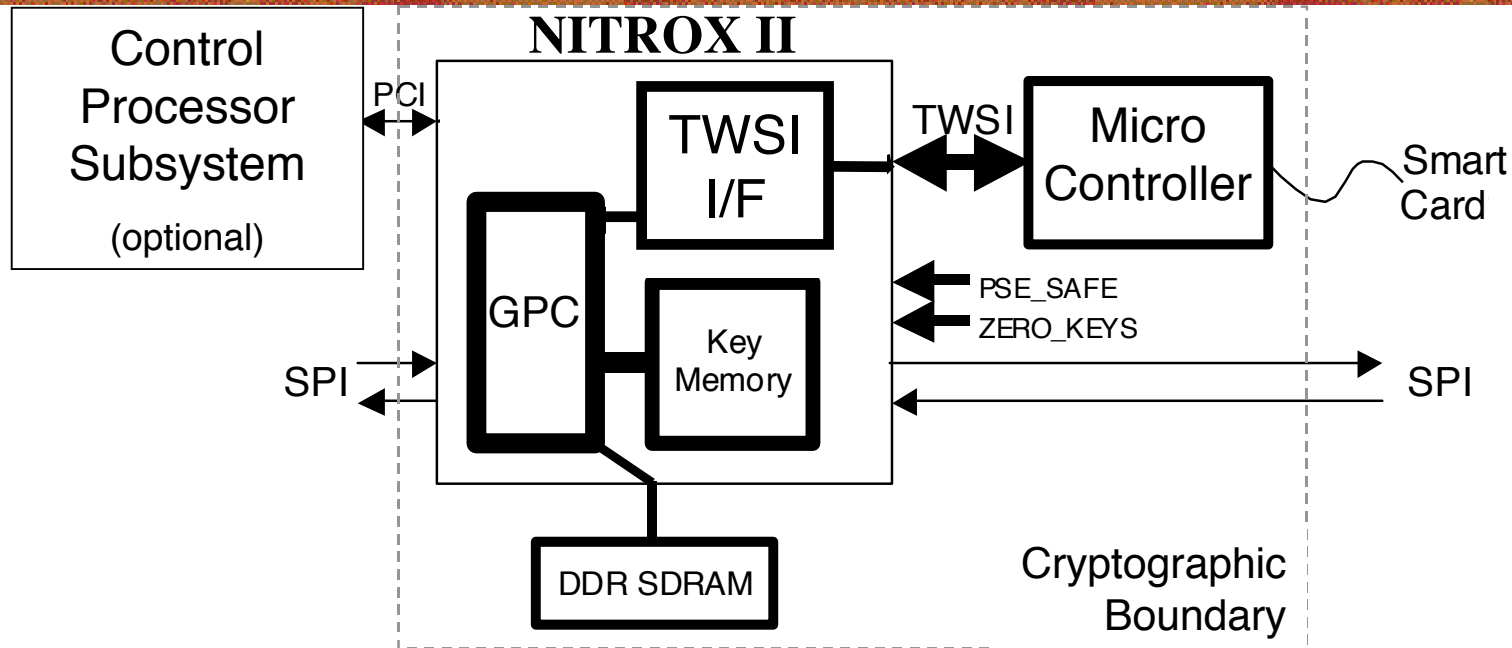 NITROX II
Control
Processor
Subsystem
(optional)
PCI
TWSI
I/F
TWSI
Micro
Controller
Smart
Card
GPC
Key
Memory
PSE_SAFE
ZERO_KEYS
SPI
SPI
DDR SDRAM
Cryptographic
Boundary